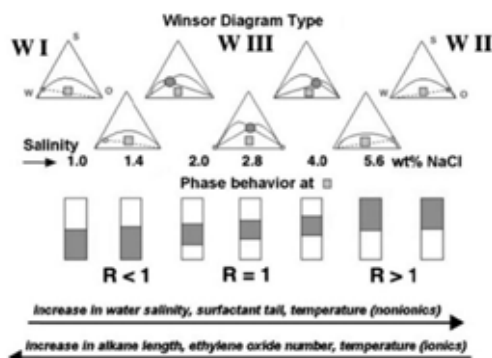 Winsor Diagram Type
W I
W III
W II
S
S
W
O
W
O
Salinity
1.0 1.4 2.0 2.8 4.0 5.6 wt% NaCl
Phase behavior at
R < 1 R = 1 R > 1
increase in water salinity, surfactant tail, temperature (nonionics)
increase in alkane length, ethylene oxide number, temperature (ionics)